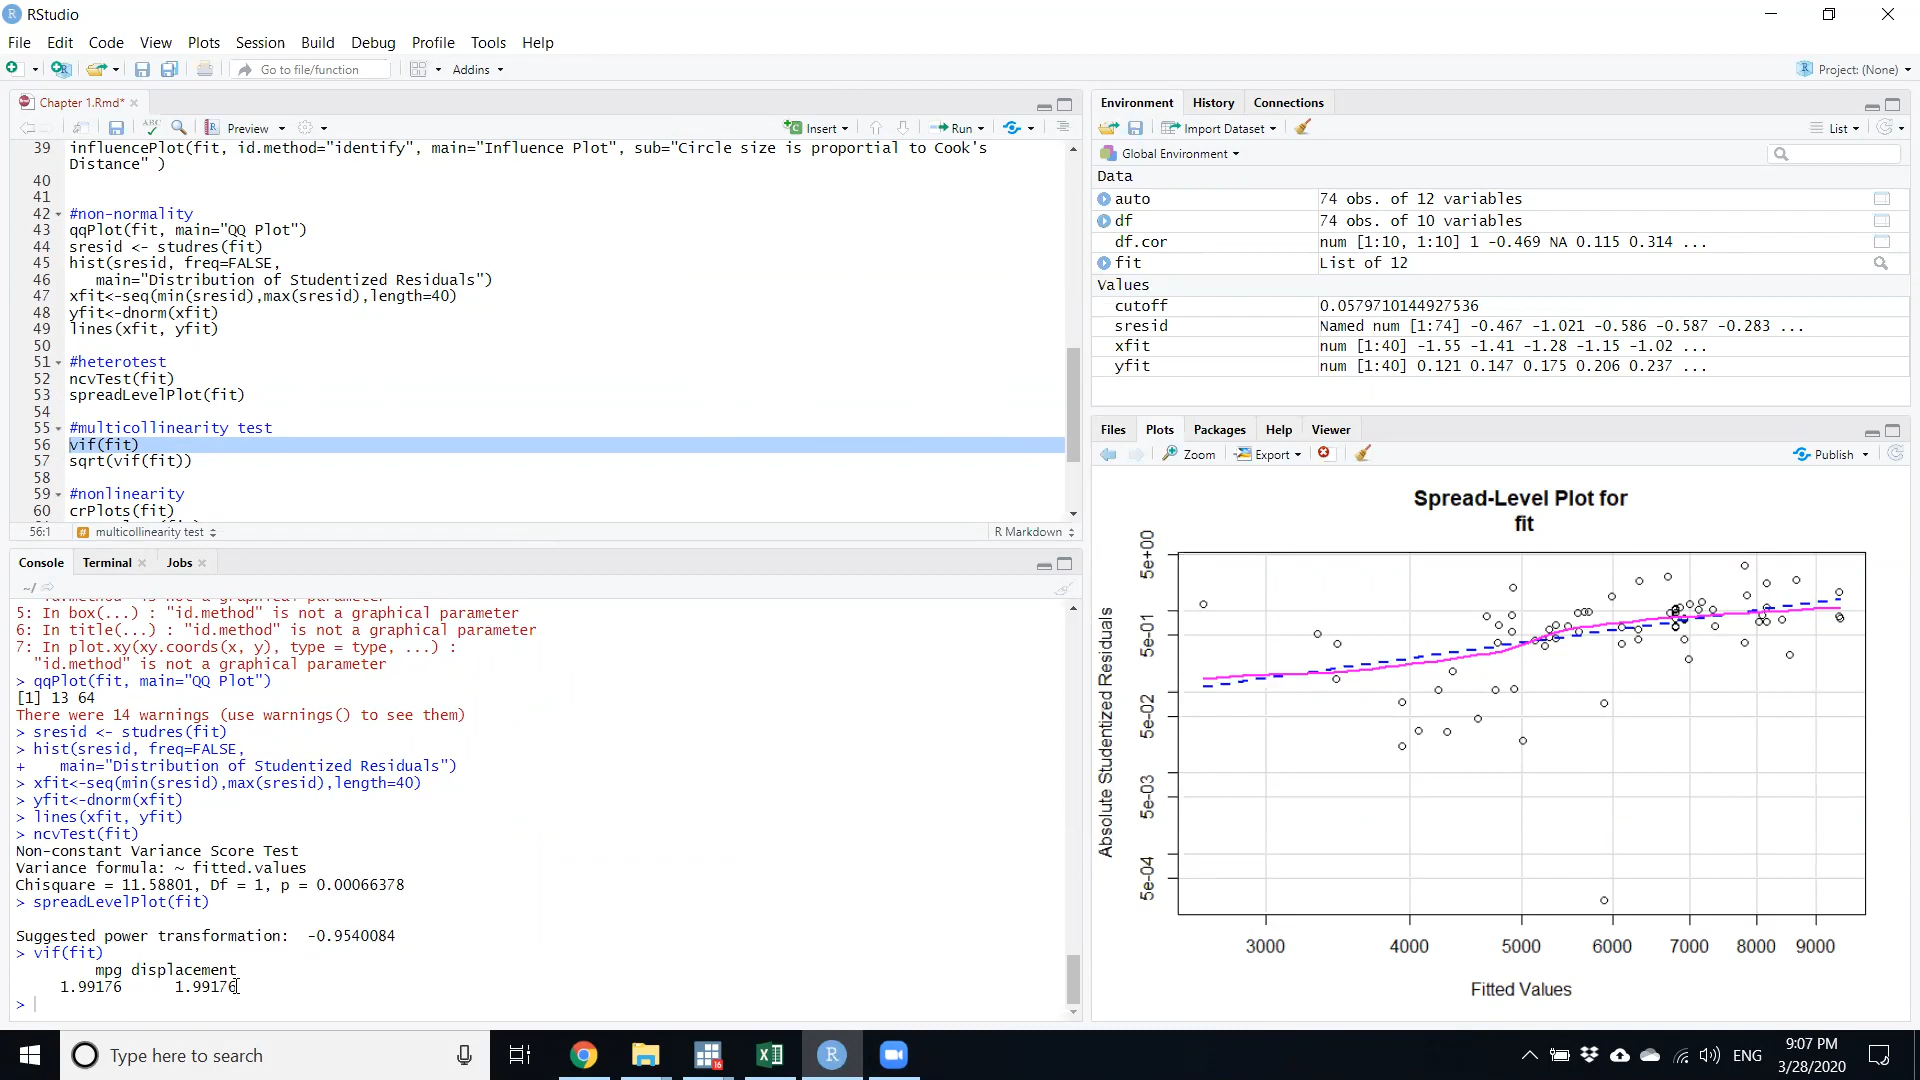 RStudio
File Edit Code View Plots Session Build Debug Profile Tools Help
Go to file/function Addins Project: (None)
Chapter 1.Rmd*
ABC Preview Insert Run
39 influencePlot(fit, id.method="identify", main="Influence Plot", sub="Circle size is proportial to Cook's
Distance" )
40
41
42 #non-normality
43 qqPlot(fit, main="QQ Plot")
44 sresid <- studres(fit)
45 hist(sresid, freq=FALSE,
46 main="Distribution of Studentized Residuals")
47 xfit<-seq(min(sresid),max(sresid),length=40)
48 yfit<-dnorm(xfit)
49 lines(xfit, yfit)
50
51 #heterotest
52 ncvTest(fit)
53 spreadLevelPlot(fit)
54
55 #multicollinearity test
56 vif(fit)
57 sqrt(vif(fit))
58
59 #nonlinearity
60 crPlots(fit)
56:1 multicollinearity test R Markdown
Console Terminal Jobs
~/
"id.method" is not a graphical parameter
5: In box(...) : "id.method" is not a graphical parameter
6: In title(...) : "id.method" is not a graphical parameter
7: In plot.xy(xy.coords(x, y), type = type, ...) :
"id.method" is not a graphical parameter
> qqPlot(fit, main="QQ Plot")
[1] 13 64
There were 14 warnings (use warnings() to see them)
> sresid <- studres(fit)
> hist(sresid, freq=FALSE,
+ main="Distribution of Studentized Residuals")
> xfit<-seq(min(sresid),max(sresid),length=40)
> yfit<-dnorm(xfit)
> lines(xfit, yfit)
> ncvTest(fit)
Non-constant Variance Score Test
Variance formula: ~ fitted.values
Chisquare = 11.58801, Df = 1, p = 0.00066378
> spreadLevelPlot(fit)
Suggested power transformation: -0.9540084
> vif(fit)
mpg displacement
1.99176 1.99176
>
Environment History Connections
Import Dataset List
Global Environment
Data
auto 74 obs. of 12 variables
df 74 obs. of 10 variables
df.cor num [1:10, 1:10] 1 -0.469 NA 0.115 0.314 ...
fit List of 12
Values
cutoff 0.0579710144927536
sresid Named num [1:74] -0.467 -1.021 -0.586 -0.587 -0.283 ...
xfit num [1:40] -1.55 -1.41 -1.28 -1.15 -1.02 ...
yfit num [1:40] 0.121 0.147 0.175 0.206 0.237 ...
Files Plots Packages Help Viewer
Zoom Export Publish
Spread-Level Plot for
fit
Absolute Studentized Residuals
5e+00
5e-01
5e-02
5e-03
5e-04
3000 4000 5000 6000 7000 8000 9000
Fitted Values
Type here to search
16
R
ENG
9:07 PM
3/28/2020